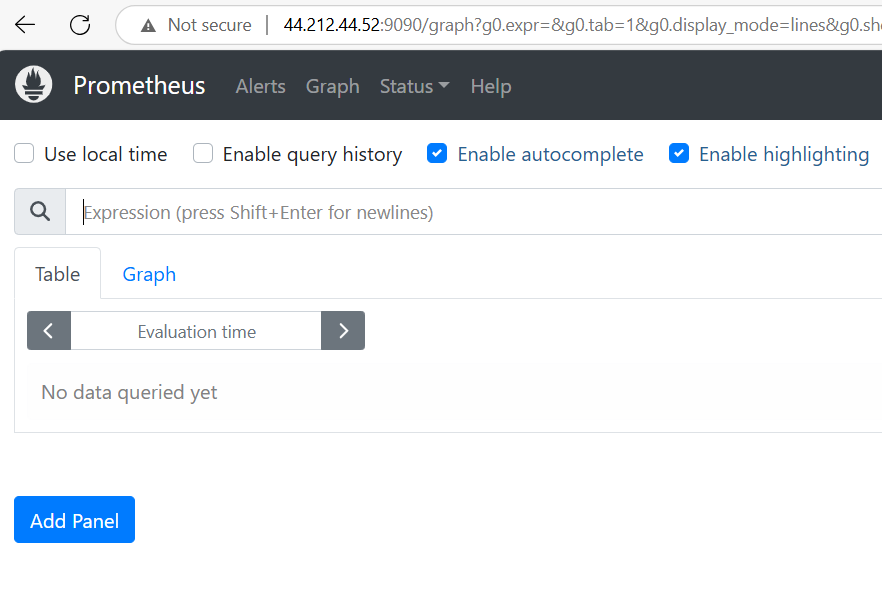 Not secure | 44.212.44.52:9090/graph?g0.expr=&g0.tab=1&g0.display_mode=lines&g0.sh
Prometheus Alerts Graph Status Help
Use local time Enable query history Enable autocomplete Enable highlighting
Expression (press Shift+Enter for newlines)
Table Graph
Evaluation time
No data queried yet
Add Panel